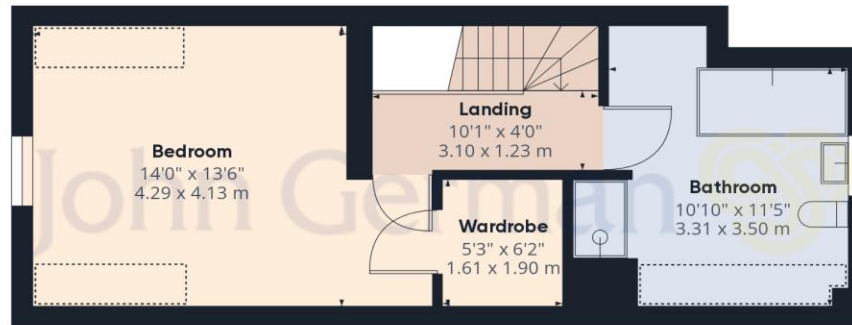 Landing
10'1" x 4'0"
3.10 x 1.23 m
Bedroom
14'0" x 13'6"
4.29 x 4.13 m
John German
Wardrobe
5'3" x 6'2"
1.61 x 1.90 m
Bathroom
10'10" x 11'5"
3.31 x 3.50 m